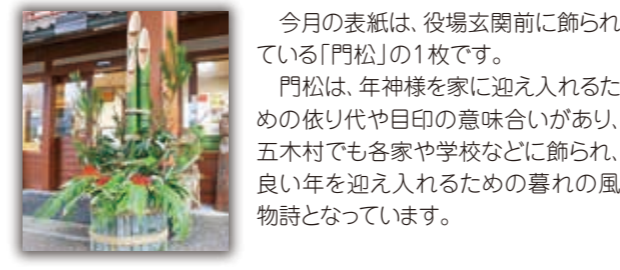 今月の表紙は、役場玄関前に飾られ
ている「門松」の1枚です。
　門松は、年神様を家に迎え入れるた
めの依り代や目印の意味合いがあり、
五木村でも各家や学校などに飾られ、
良い年を迎え入れるための暮れの風
物詩となっています。